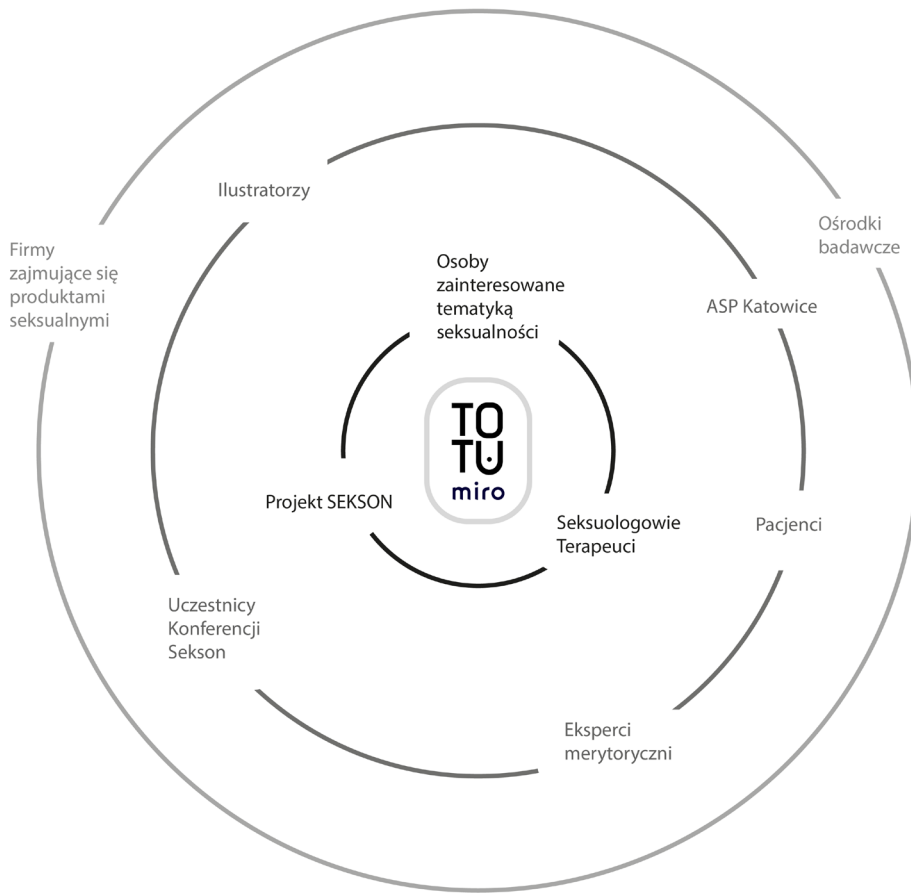 Ilustratorzy
Firmy
zajmujące się
produktami
seksualnymi
Ośrodki
badawcze
Osoby
zainteresowane
tematyką
seksualności
ASP Katowice
TO
TU
miro
Projekt SEKSON
Seksuologowie
Terapeuci
Pacjenci
Uczestnicy
Konferencji
Sekson
Eksperci
merytoryczni